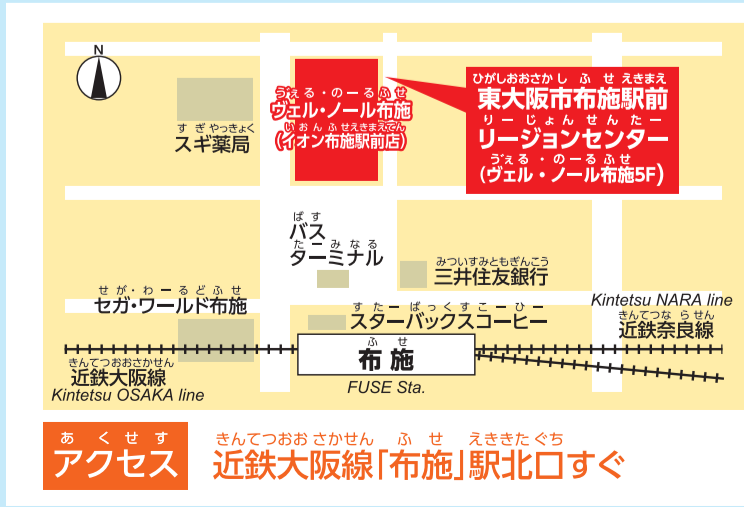 N
すぎやっきょく
スギ薬局
ゔぇる・のーるふせ
ヴェル・ノール布施
いおんふせえきまえてん
(イオン布施駅前店)
ひがしおおさかしふせえきまえ
東大阪市布施駅前
りーじょんせんたー
リージョンセンター
ゔぇる・のーるふせ
(ヴェル・ノール布施5F)
ばす
バス
たーみなる
ターミナル
みついすみともぎんこう
三井住友銀行
せが・わーるどふせ
セガ・ワールド布施
すたーばっくすこーひー
スターバックスコーヒー
Kintetsu NARA line
きんてつならせん
近鉄奈良線
ふせ
布施
FUSE Sta.
きんてつおおさかせん
近鉄大阪線
Kintetsu OSAKA line
あくせす
アクセス
きんてつおおさかせん ふせ えききたぐち
近鉄大阪線「布施」駅北口すぐ